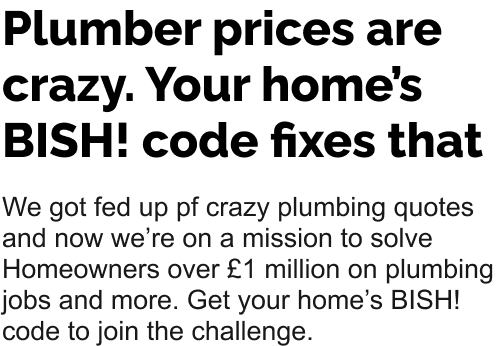 Plumber prices are
crazy. Your home’s
BISH! code fixes that
We got fed up pf crazy plumbing quotes
and now we’re on a mission to solve
Homeowners over £1 million on plumbing
jobs and more. Get your home’s BISH!
code to join the challenge.